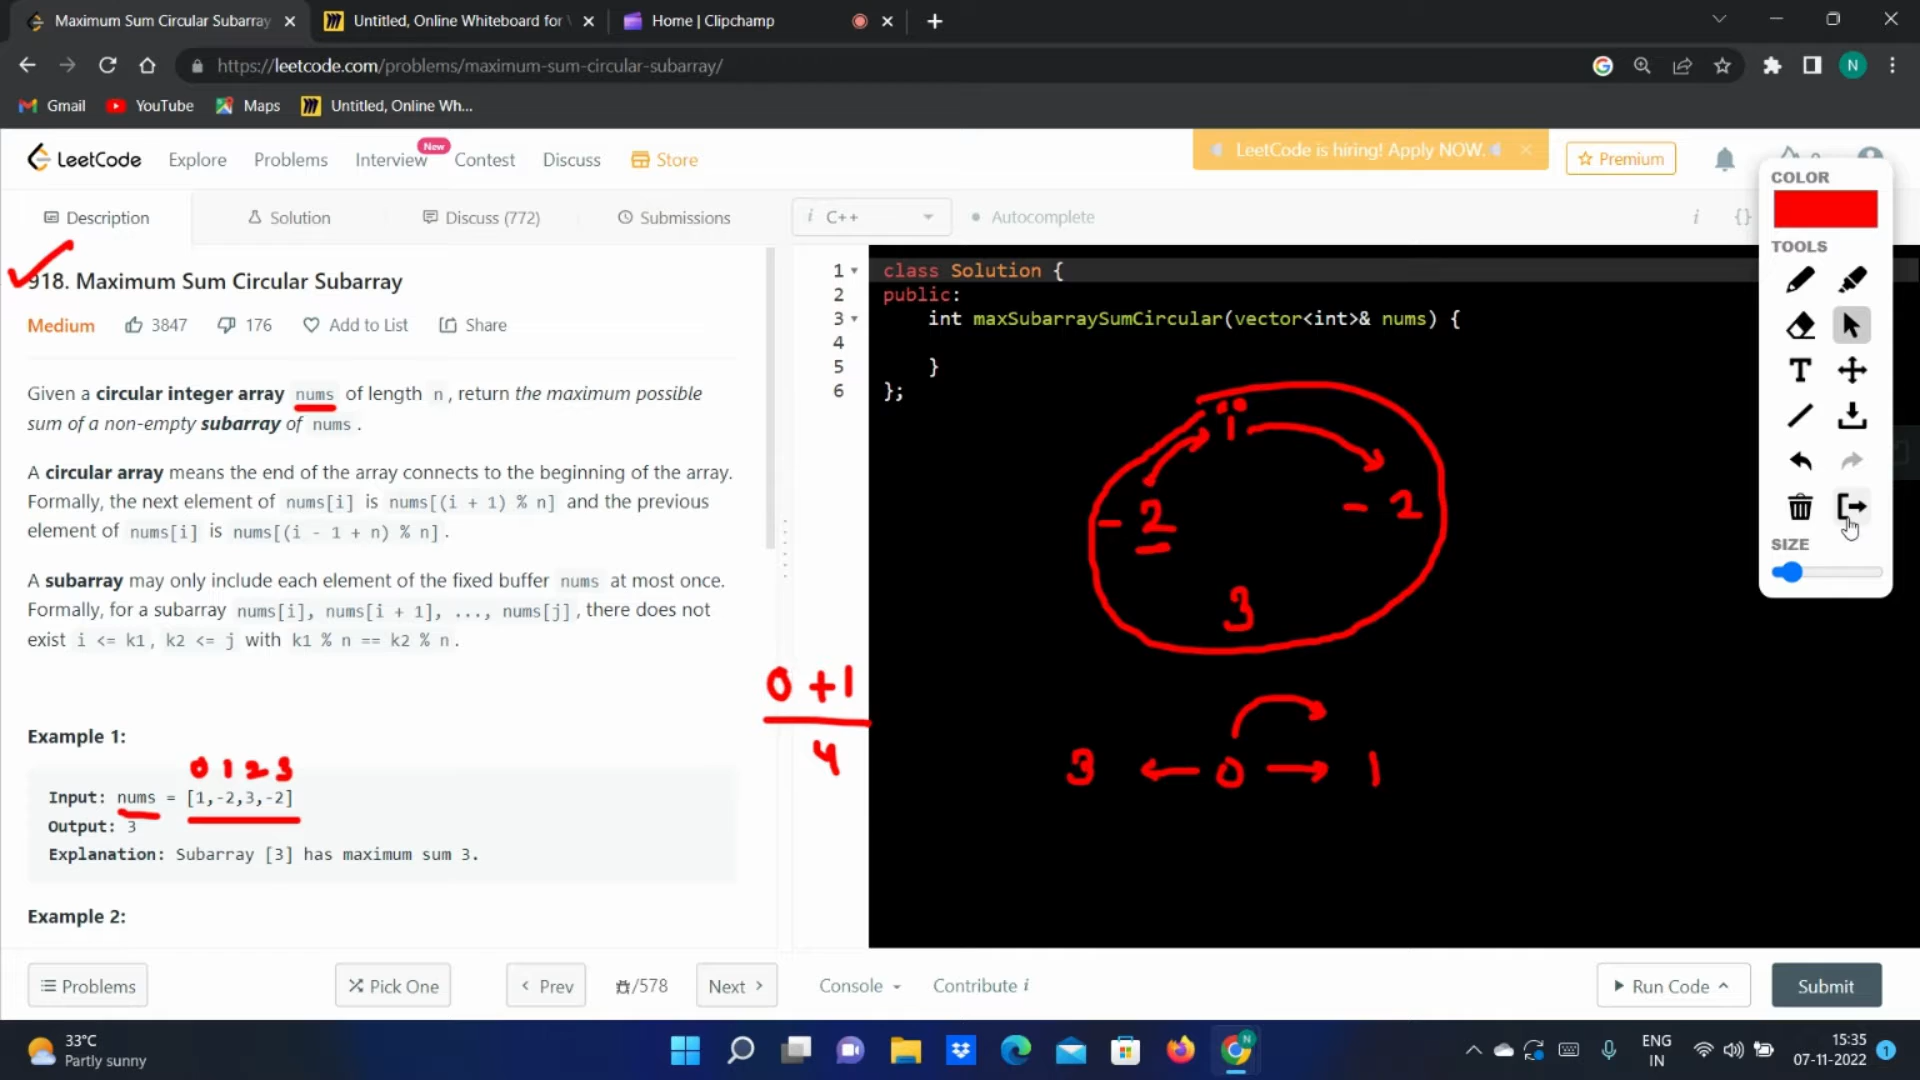 Maximum Sum Circular Subarray
Untitled, Online Whiteboard for
Home | Clipchamp
https://leetcode.com/problems/maximum-sum-circular-subarray/
N
Gmail
YouTube
Maps
Untitled, Online Wh...
LeetCode
Explore
Problems
Interview
New
Contest
Discuss
Store
LeetCode is hiring! Apply NOW.
Premium
Description
Solution
Discuss (772)
Submissions
i C++
Autocomplete
i {}
COLOR
TOOLS
SIZE
918. Maximum Sum Circular Subarray
Medium
3847
176
Add to List
Share
Given a circular integer array nums of length n, return the maximum possible
sum of a non-empty subarray of nums.
A circular array means the end of the array connects to the beginning of the array.
Formally, the next element of nums[i] is nums[(i + 1) % n] and the previous
element of nums[i] is nums[(i - 1 + n) % n].
A subarray may only include each element of the fixed buffer nums at most once.
Formally, for a subarray nums[i], nums[i + 1], ..., nums[j], there does not
exist i <= k1, k2 <= j with k1 % n == k2 % n.
Example 1:
0 1 2 3
Input: nums = [1,-2,3,-2]
Output: 3
Explanation: Subarray [3] has maximum sum 3.
Example 2:
1 class Solution {
2 public:
3 int maxSubarraySumCircular(vector<int>& nums) {
4
5 }
6 };
1
-2 -2
3
0 +1
4
3 ← 0 → 1
Problems
Pick One
Prev
/578
Next
Console
Contribute i
Run Code
Submit
33°C
Partly sunny
ENG
IN
15:35
07-11-2022
1